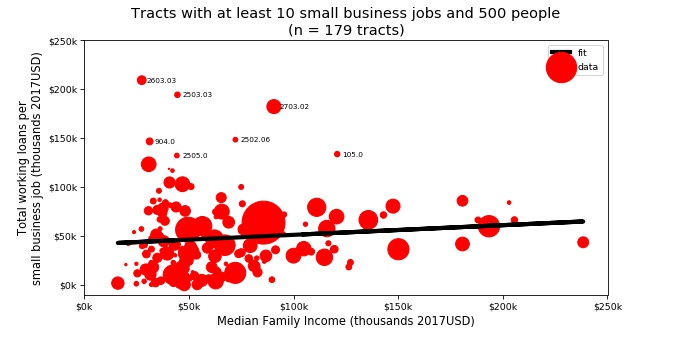 Tracts with at least 10 small business jobs and 500 people
(n = 179 tracts)
Total working loans per
small business job (thousands 2017USD)
$250k
$200k
$150k
$100k
$50k
$0k
fit
data
2603.03
2503.03
2703.02
904.0
2502.06
2505.0
105.0
$0k
$50k
$100k
$150k
$200k
$250k
Median Family Income (thousands 2017USD)